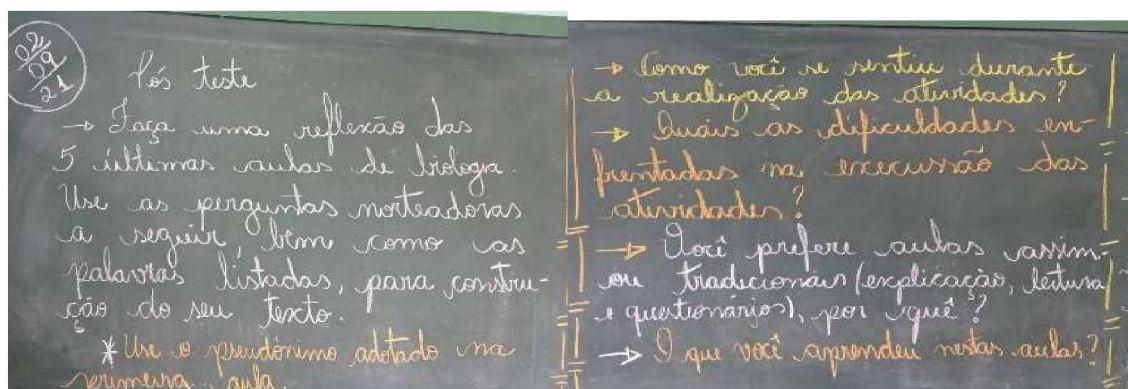 02
09
21
Pós teste
→ Faça uma reflexão das
5 últimas aulas de biologia.
Use as perguntas norteadoras
a seguir, bem como as
palavras listadas, para constru-
ção do seu texto.
* Use o pseudônimo adotado na
primeira aula.
→ Como você se sentiu durante
a realização das atividades?
→ Quais as dificuldades en-
frentadas na execussão das
atividades?
→ Você prefere aulas assim
ou tradicionais (explicação, leitura
e questionários), por quê?
→ O que você aprendeu nestas aulas?